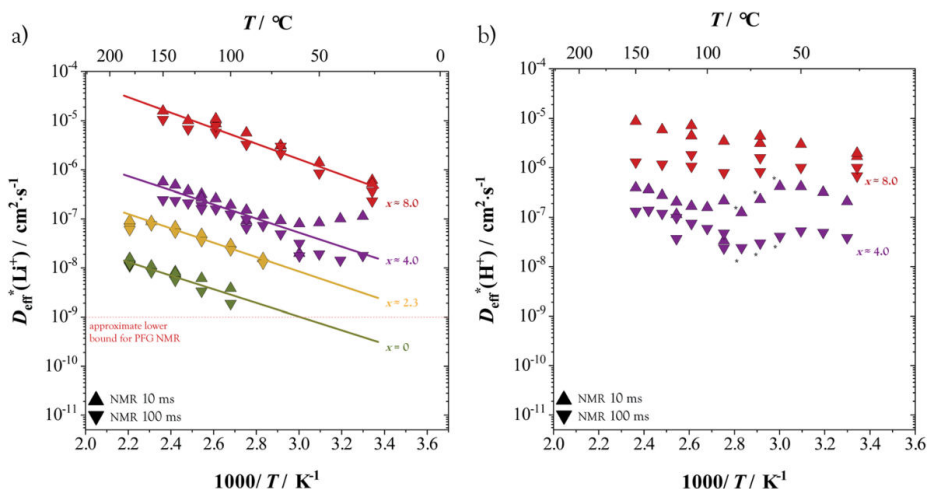 a)
T / °C
200 150 100 50 0
10⁻⁴
10⁻⁵
10⁻⁶
10⁻⁷
10⁻⁸
10⁻⁹
10⁻¹⁰
10⁻¹¹
D*eff(Li⁺) / cm²·s⁻¹
x = 8.0
x = 4.0
x = 2.3
x = 0
approximate lower
bound for PFG NMR
NMR 10 ms
NMR 100 ms
2.0 2.2 2.4 2.6 2.8 3.0 3.2 3.4 3.6
1000/ T / K⁻¹
b)
T / °C
200 150 100 50 0
10⁻⁴
10⁻⁵
10⁻⁶
10⁻⁷
10⁻⁸
10⁻⁹
10⁻¹⁰
10⁻¹¹
D*eff(H⁺) / cm²·s⁻¹
x = 8.0
x = 4.0
* * *
* * *
NMR 10 ms
NMR 100 ms
2.0 2.2 2.4 2.6 2.8 3.0 3.2 3.4 3.6
1000/ T / K⁻¹